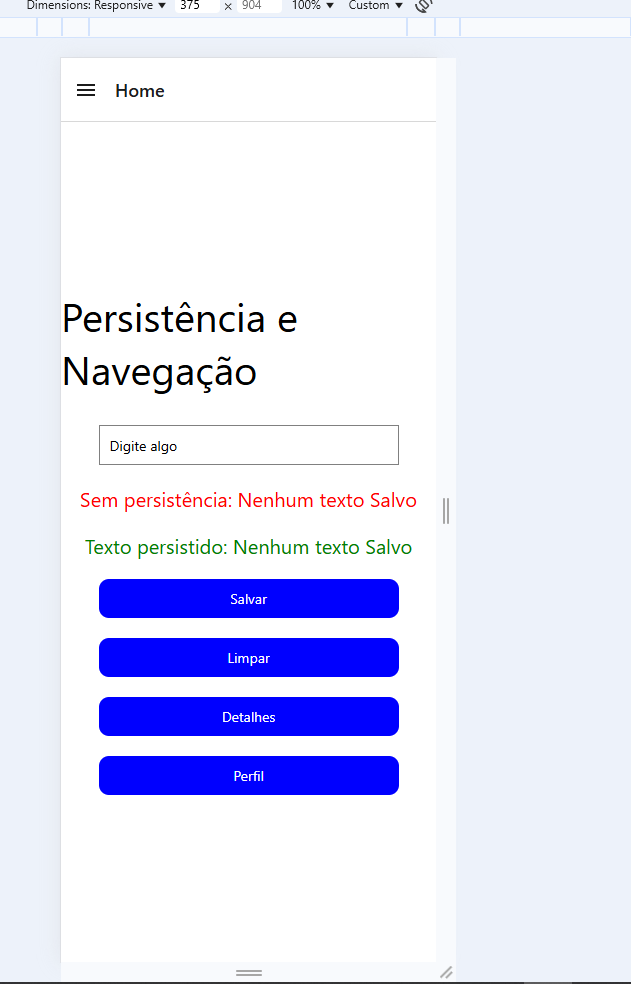 Dimensions: Responsive ▼ 375 × 904 100% ▼ Custom ▼
Home
Persistência e
Navegação
Digite algo
Sem persistência: Nenhum texto Salvo
Texto persistido: Nenhum texto Salvo
Salvar
Limpar
Detalhes
Perfil